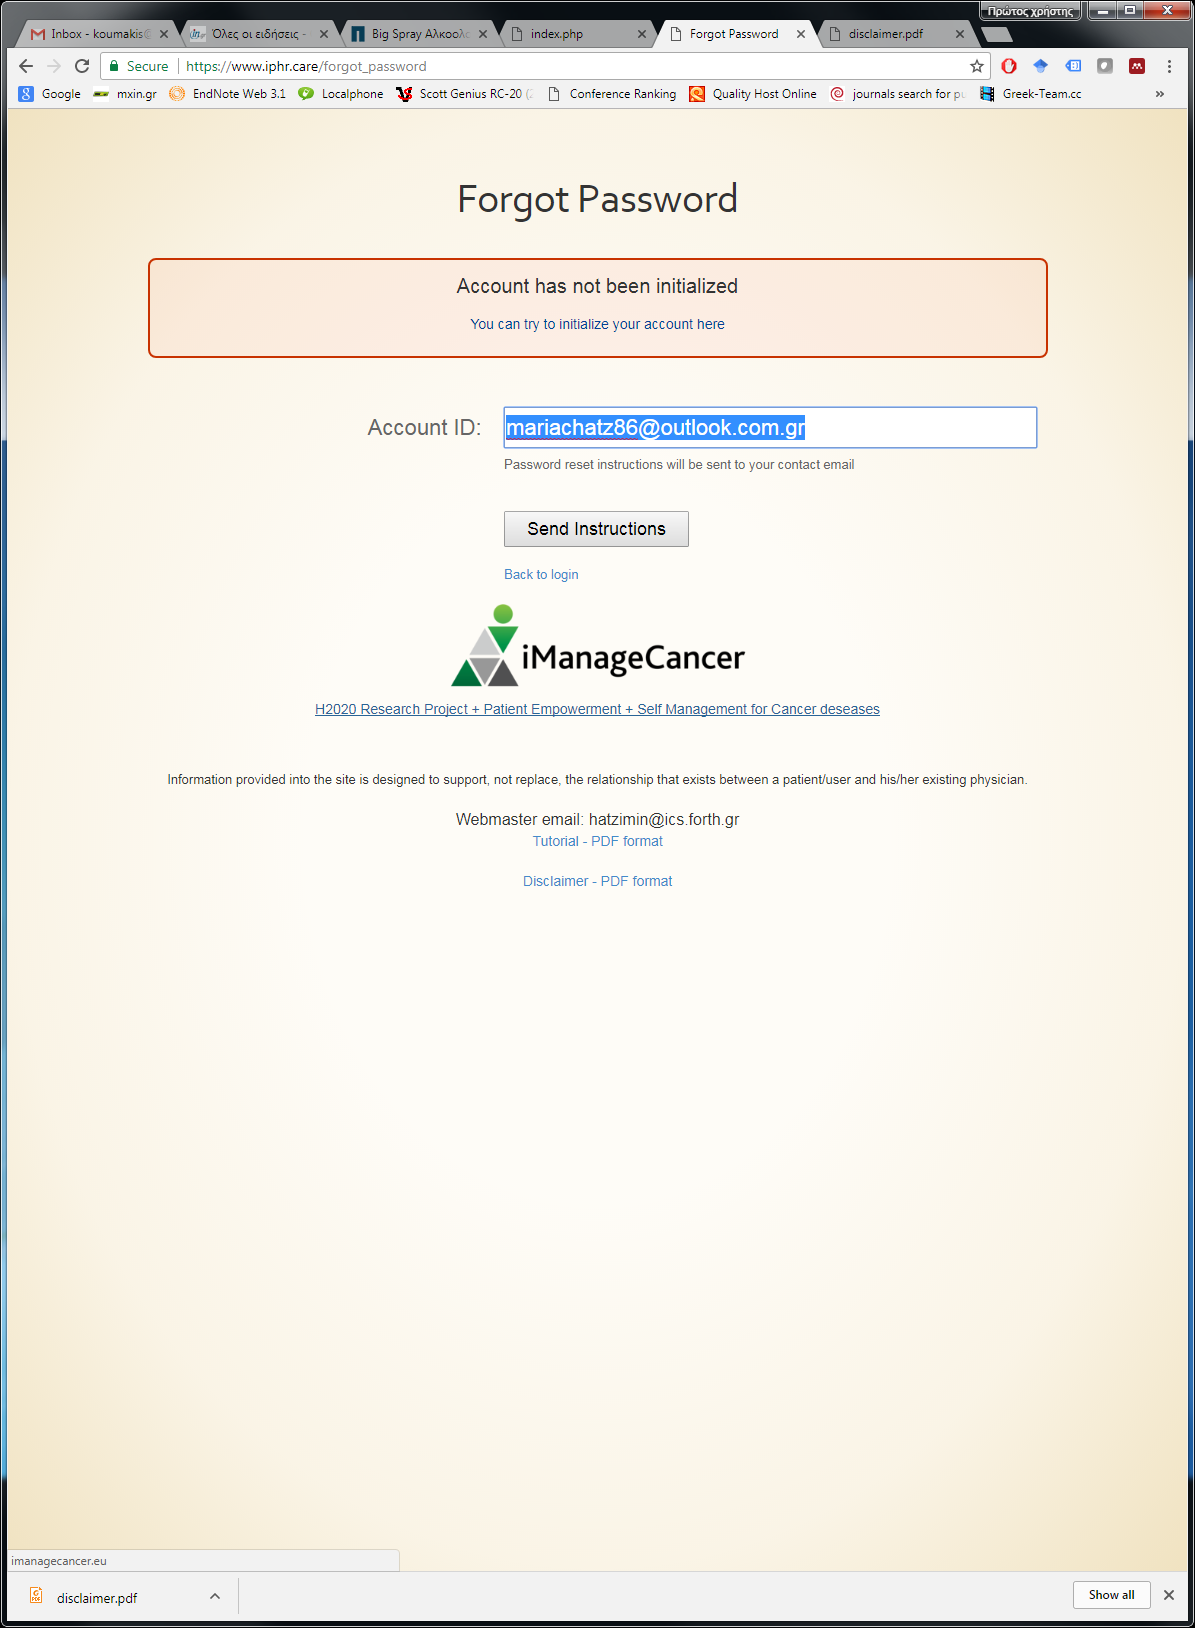 Πρώτος χρήστης
Inbox - koumakis@
Όλες οι ειδήσεις -
Big Spray Αλκοολ
index.php
Forgot Password
disclaimer.pdf
Secure
https://www.iphr.care/forgot_password
Google
mxin.gr
EndNote Web 3.1
Localphone
Scott Genius RC-20 (2
Conference Ranking
Quality Host Online
journals search for pu
Greek-Team.cc
»
Forgot Password
Account has not been initialized
You can try to initialize your account here
Account ID:
mariachatz86@outlook.com.gr
Password reset instructions will be sent to your contact email
Send Instructions
Back to login
iManageCancer
H2020 Research Project + Patient Empowerment + Self Management for Cancer deseases
Information provided into the site is designed to support, not replace, the relationship that exists between a patient/user and his/her existing physician.
Webmaster email: hatzimin@ics.forth.gr
Tutorial - PDF format
Disclaimer - PDF format
imanagecancer.eu
disclaimer.pdf
Show all